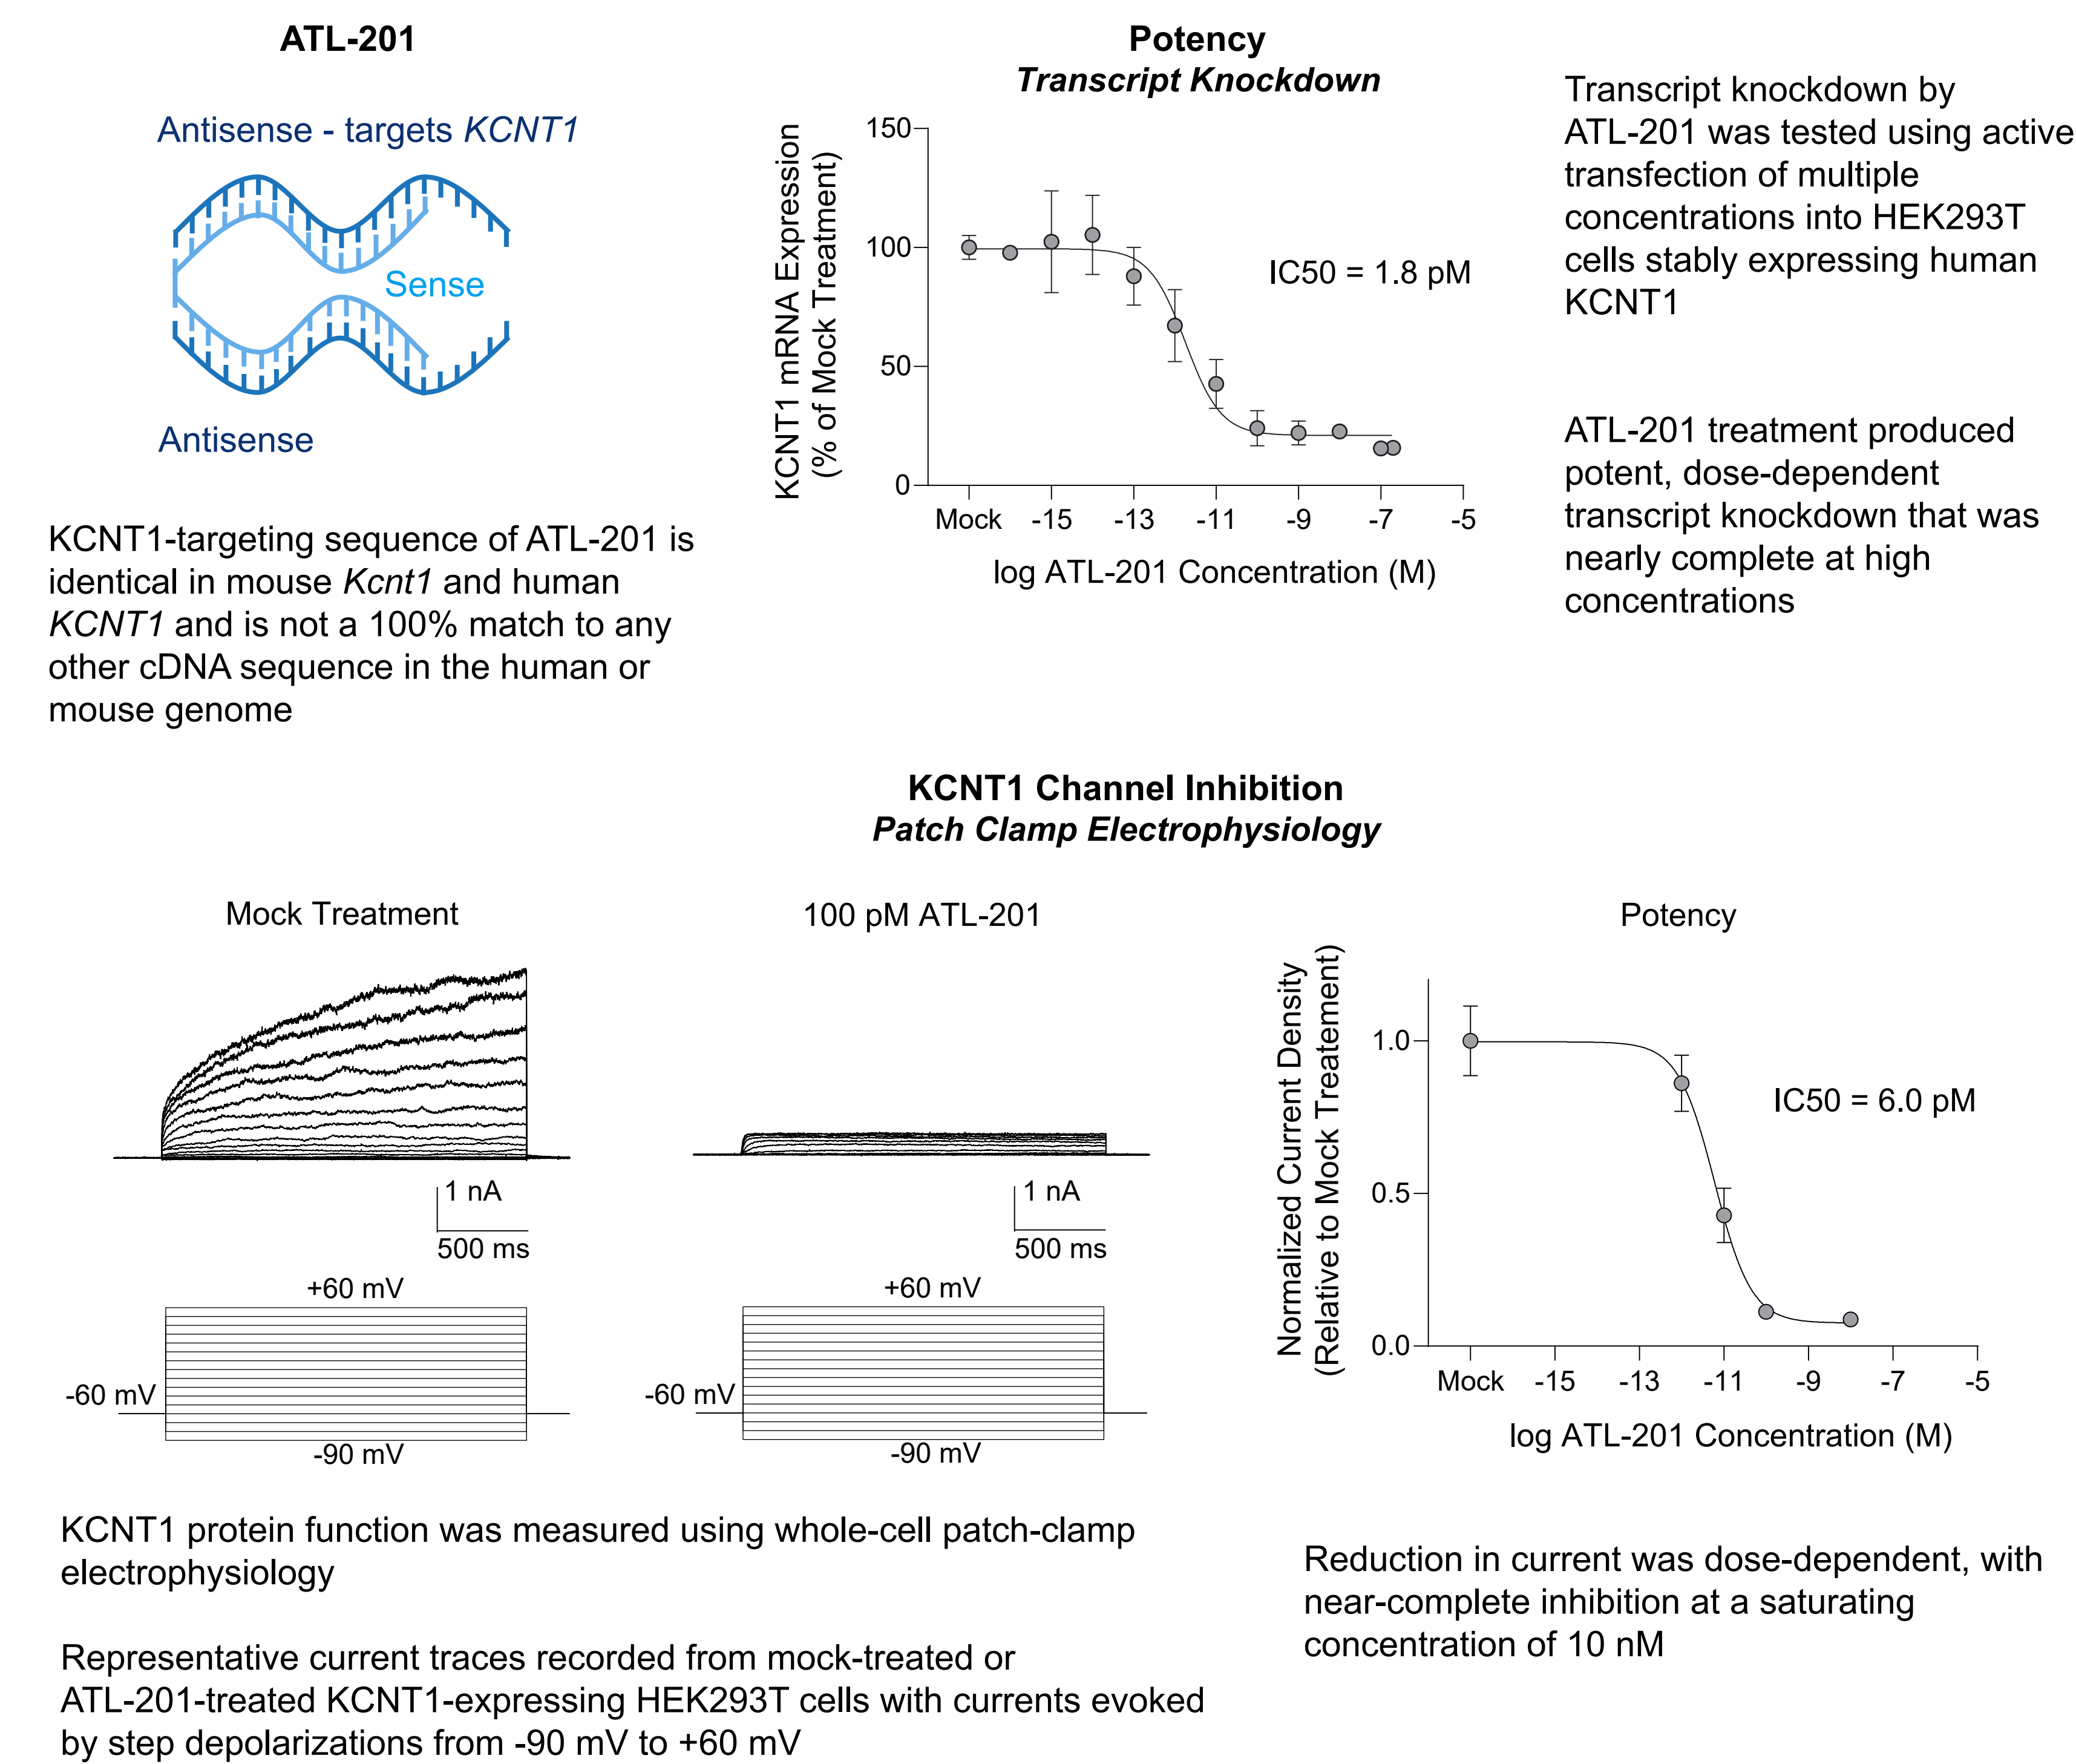 ATL-201
Antisense - targets KCNT1
Sense
Antisense
KCNT1-targeting sequence of ATL-201 is
identical in mouse Kcnt1 and human
KCNT1 and is not a 100% match to any
other cDNA sequence in the human or
mouse genome
Potency
Transcript Knockdown
KCNT1 mRNA Expression
(% of Mock Treatment)
150
100
50
0
IC50 = 1.8 pM
Mock -15 -13 -11 -9 -7 -5
log ATL-201 Concentration (M)
Transcript knockdown by
ATL-201 was tested using active
transfection of multiple
concentrations into HEK293T
cells stably expressing human
KCNT1
ATL-201 treatment produced
potent, dose-dependent
transcript knockdown that was
nearly complete at high
concentrations
KCNT1 Channel Inhibition
Patch Clamp Electrophysiology
Mock Treatment
1 nA
500 ms
+60 mV
-60 mV
-90 mV
100 pM ATL-201
1 nA
500 ms
+60 mV
-60 mV
-90 mV
Potency
Normalized Current Density
(Relative to Mock Treatement)
1.0
0.5
0.0
IC50 = 6.0 pM
Mock -15 -13 -11 -9 -7 -5
log ATL-201 Concentration (M)
KCNT1 protein function was measured using whole-cell patch-clamp
electrophysiology
Representative current traces recorded from mock-treated or
ATL-201-treated KCNT1-expressing HEK293T cells with currents evoked
by step depolarizations from -90 mV to +60 mV
Reduction in current was dose-dependent, with
near-complete inhibition at a saturating
concentration of 10 nM